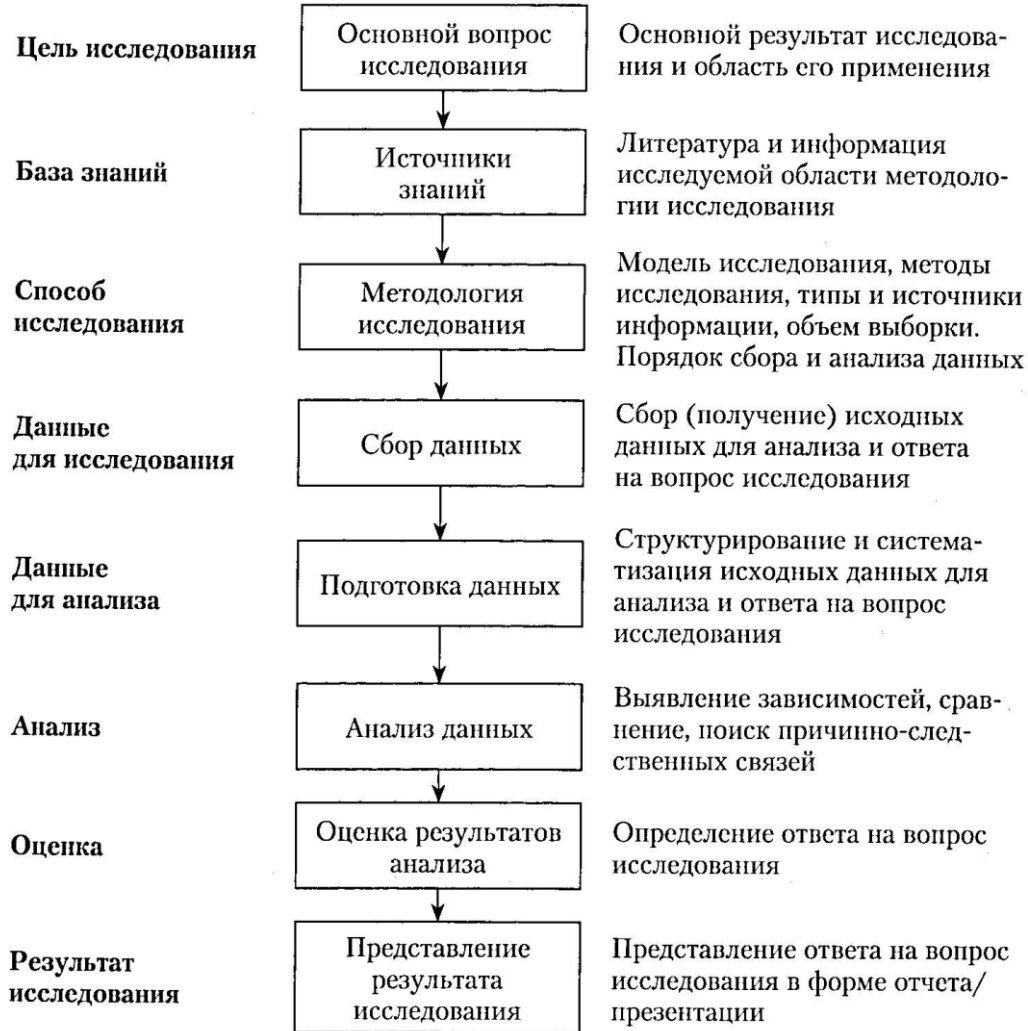 Цель исследования
Основной вопрос
исследования
Основной результат исследова-
ния и область его применения
База знаний
Источники
знаний
Литература и информация
исследуемой области методоло-
гии исследования
Способ
исследования
Методология
исследования
Модель исследования, методы
исследования, типы и источники
информации, объем выборки.
Порядок сбора и анализа данных
Данные
для исследования
Сбор данных
Сбор (получение) исходных
данных для анализа и ответа
на вопрос исследования
Данные
для анализа
Подготовка данных
Структурирование и система-
тизация исходных данных для
анализа и ответа на вопрос
исследования
Анализ
Анализ данных
Выявление зависимостей, срав-
нение, поиск причинно-след-
ственных связей
Оценка
Оценка результатов
анализа
Определение ответа на вопрос
исследования
Результат
исследования
Представление
результата
исследования
Представление ответа на вопрос
исследования в форме отчета/
презентации